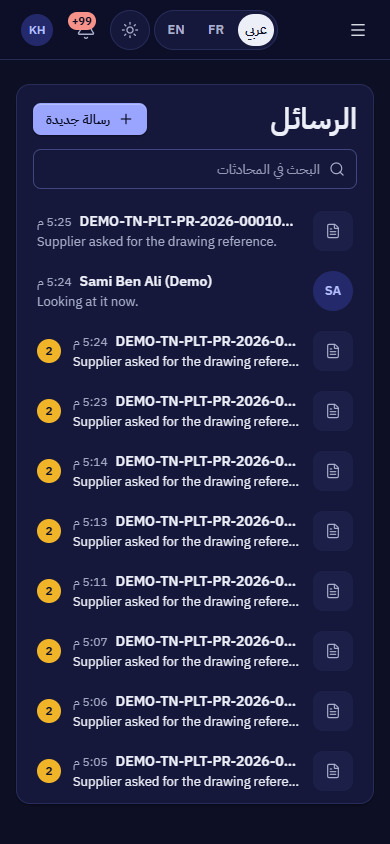 عربي FR EN
+99
KH
الرسائل
رسالة جديدة
البحث في المحادثات
DEMO-TN-PLT-PR-2026-00010... 5:25 م
Supplier asked for the drawing reference.
SA
Sami Ben Ali (Demo) 5:24 م
Looking at it now.
DEMO-TN-PLT-PR-2026-0... 5:24 م
Supplier asked for the drawing refere...
2
DEMO-TN-PLT-PR-2026-0... 5:23 م
Supplier asked for the drawing refere...
2
DEMO-TN-PLT-PR-2026-0... 5:14 م
Supplier asked for the drawing refere...
2
DEMO-TN-PLT-PR-2026-0... 5:13 م
Supplier asked for the drawing refere...
2
DEMO-TN-PLT-PR-2026-0... 5:11 م
Supplier asked for the drawing refere...
2
DEMO-TN-PLT-PR-2026-0... 5:07 م
Supplier asked for the drawing refere...
2
DEMO-TN-PLT-PR-2026-0... 5:06 م
Supplier asked for the drawing refere...
2
DEMO-TN-PLT-PR-2026-0... 5:05 م
Supplier asked for the drawing refere...
2